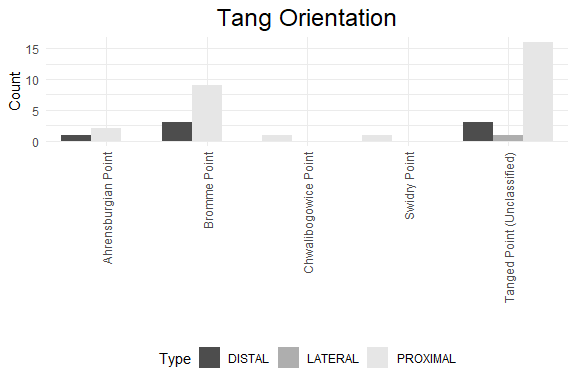 Tang Orientation
Count
15
10
5
0
Ahrensburgian Point
Bromme Point
Chwalibogowice Point
Swidry Point
Tanged Point (Unclassified)
Type DISTAL LATERAL PROXIMAL